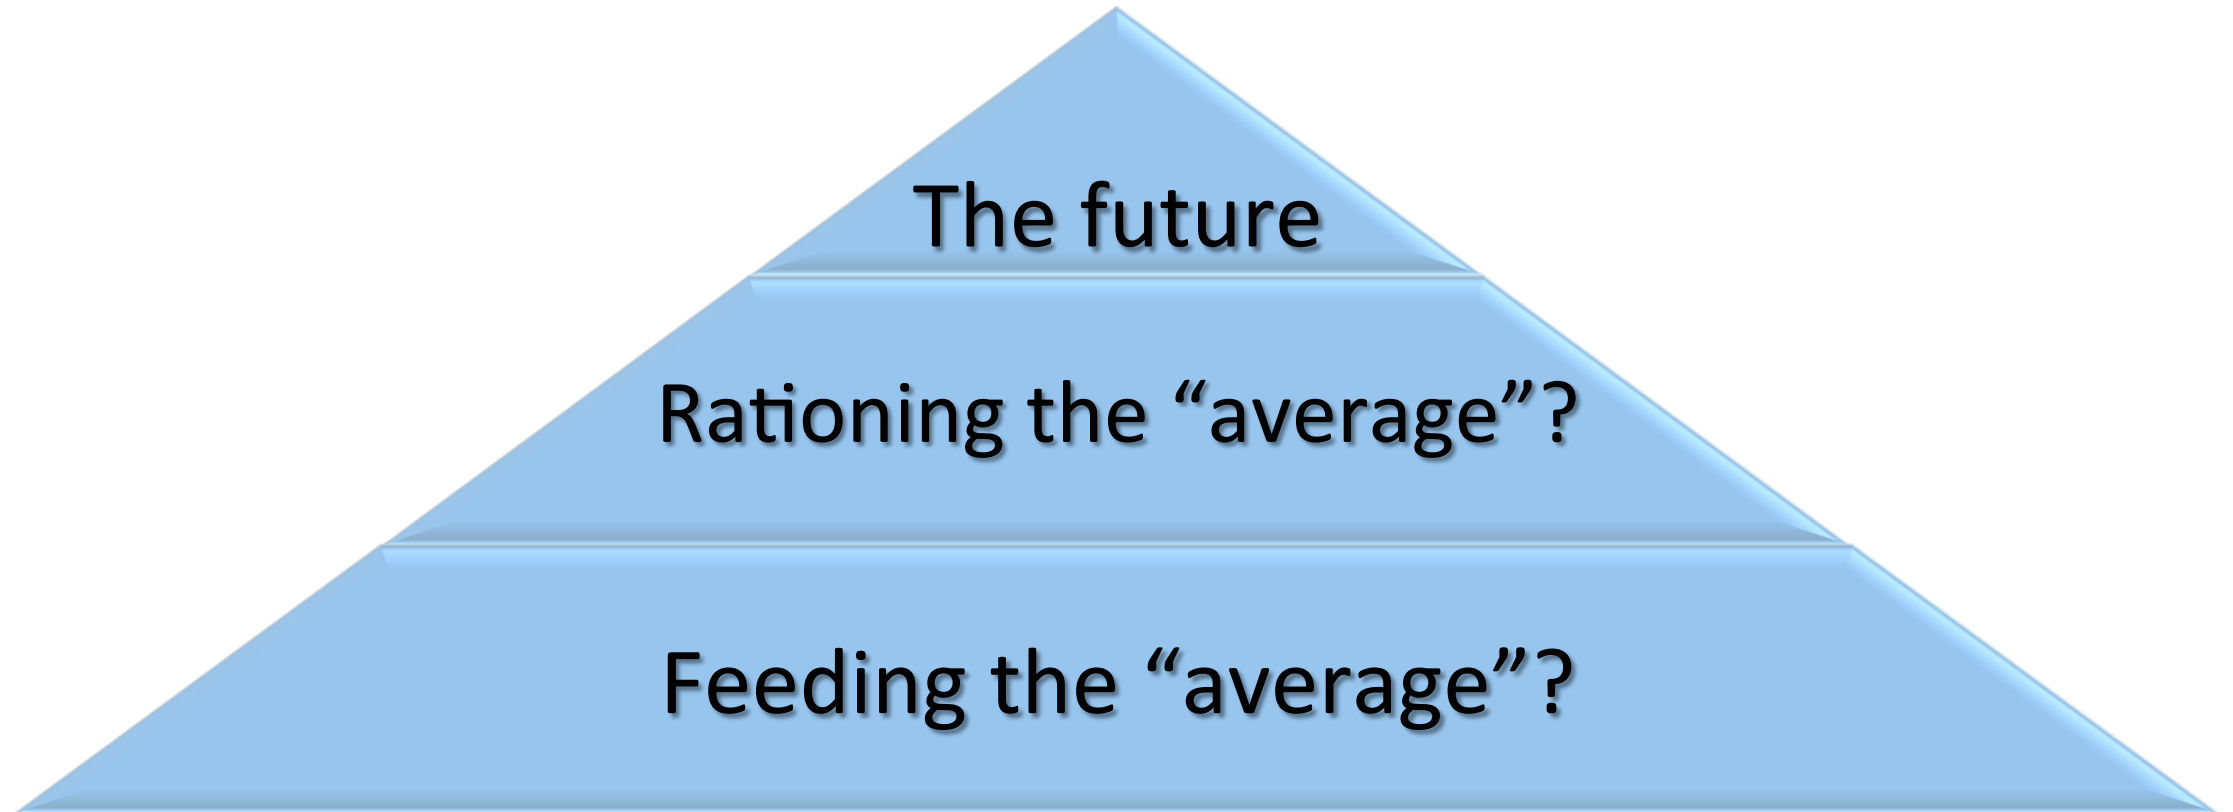 The future
Rationing the “average”?
Feeding the “average”?